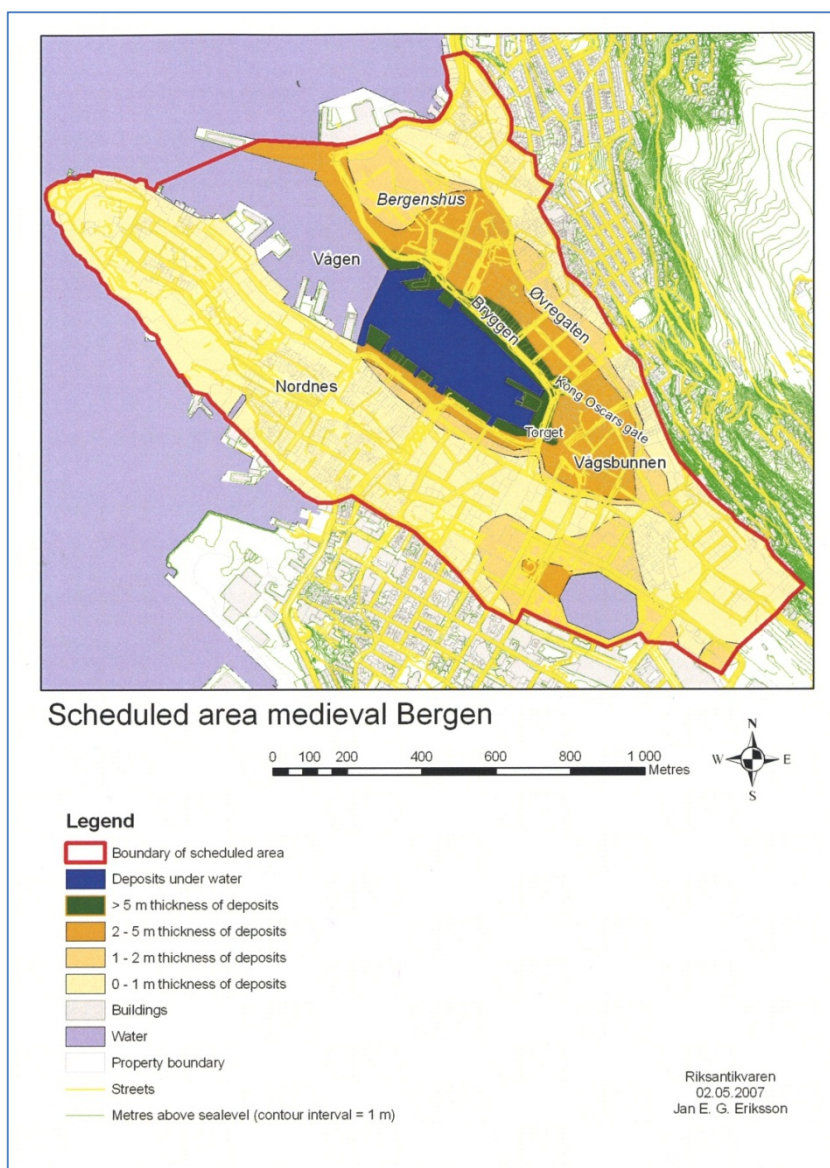 Bergenshus
Vågen
Øvregaten
Bryggen
Nordnes
Kong Oscars gate
Torget
Vågsbunnen
Scheduled area medieval Bergen
0 100 200 400 600 800 1 000
Metres
N
W E
S
Legend
Boundary of scheduled area
Deposits under water
> 5 m thickness of deposits
2 - 5 m thickness of deposits
1 - 2 m thickness of deposits
0 - 1 m thickness of deposits
Buildings
Water
Property boundary
Streets
Metres above sealevel (contour interval = 1 m)
Riksantikvaren
02.05.2007
Jan E. G. Eriksson